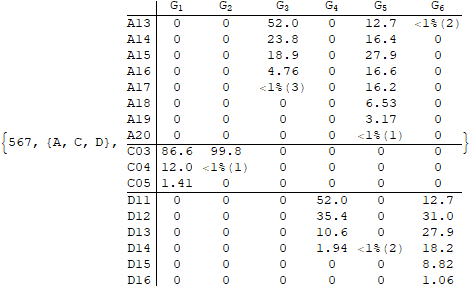 G1 G2 G3 G4 G5 G6
A13 0 0 52.0 0 12.7 <1%(2)
A14 0 0 23.8 0 16.4 0
A15 0 0 18.9 0 27.9 0
A16 0 0 4.76 0 16.6 0
A17 0 0 <1%(3) 0 16.2 0
A18 0 0 0 0 6.53 0
A19 0 0 0 0 3.17 0
A20 0 0 0 0 <1%(1) 0
{567, {A, C, D}, }
C03 86.6 99.8 0 0 0 0
C04 12.0 <1%(1) 0 0 0 0
C05 1.41 0 0 0 0 0
D11 0 0 0 52.0 0 12.7
D12 0 0 0 35.4 0 31.0
D13 0 0 0 10.6 0 27.9
D14 0 0 0 1.94 <1%(2) 18.2
D15 0 0 0 0 0 8.82
D16 0 0 0 0 0 1.06